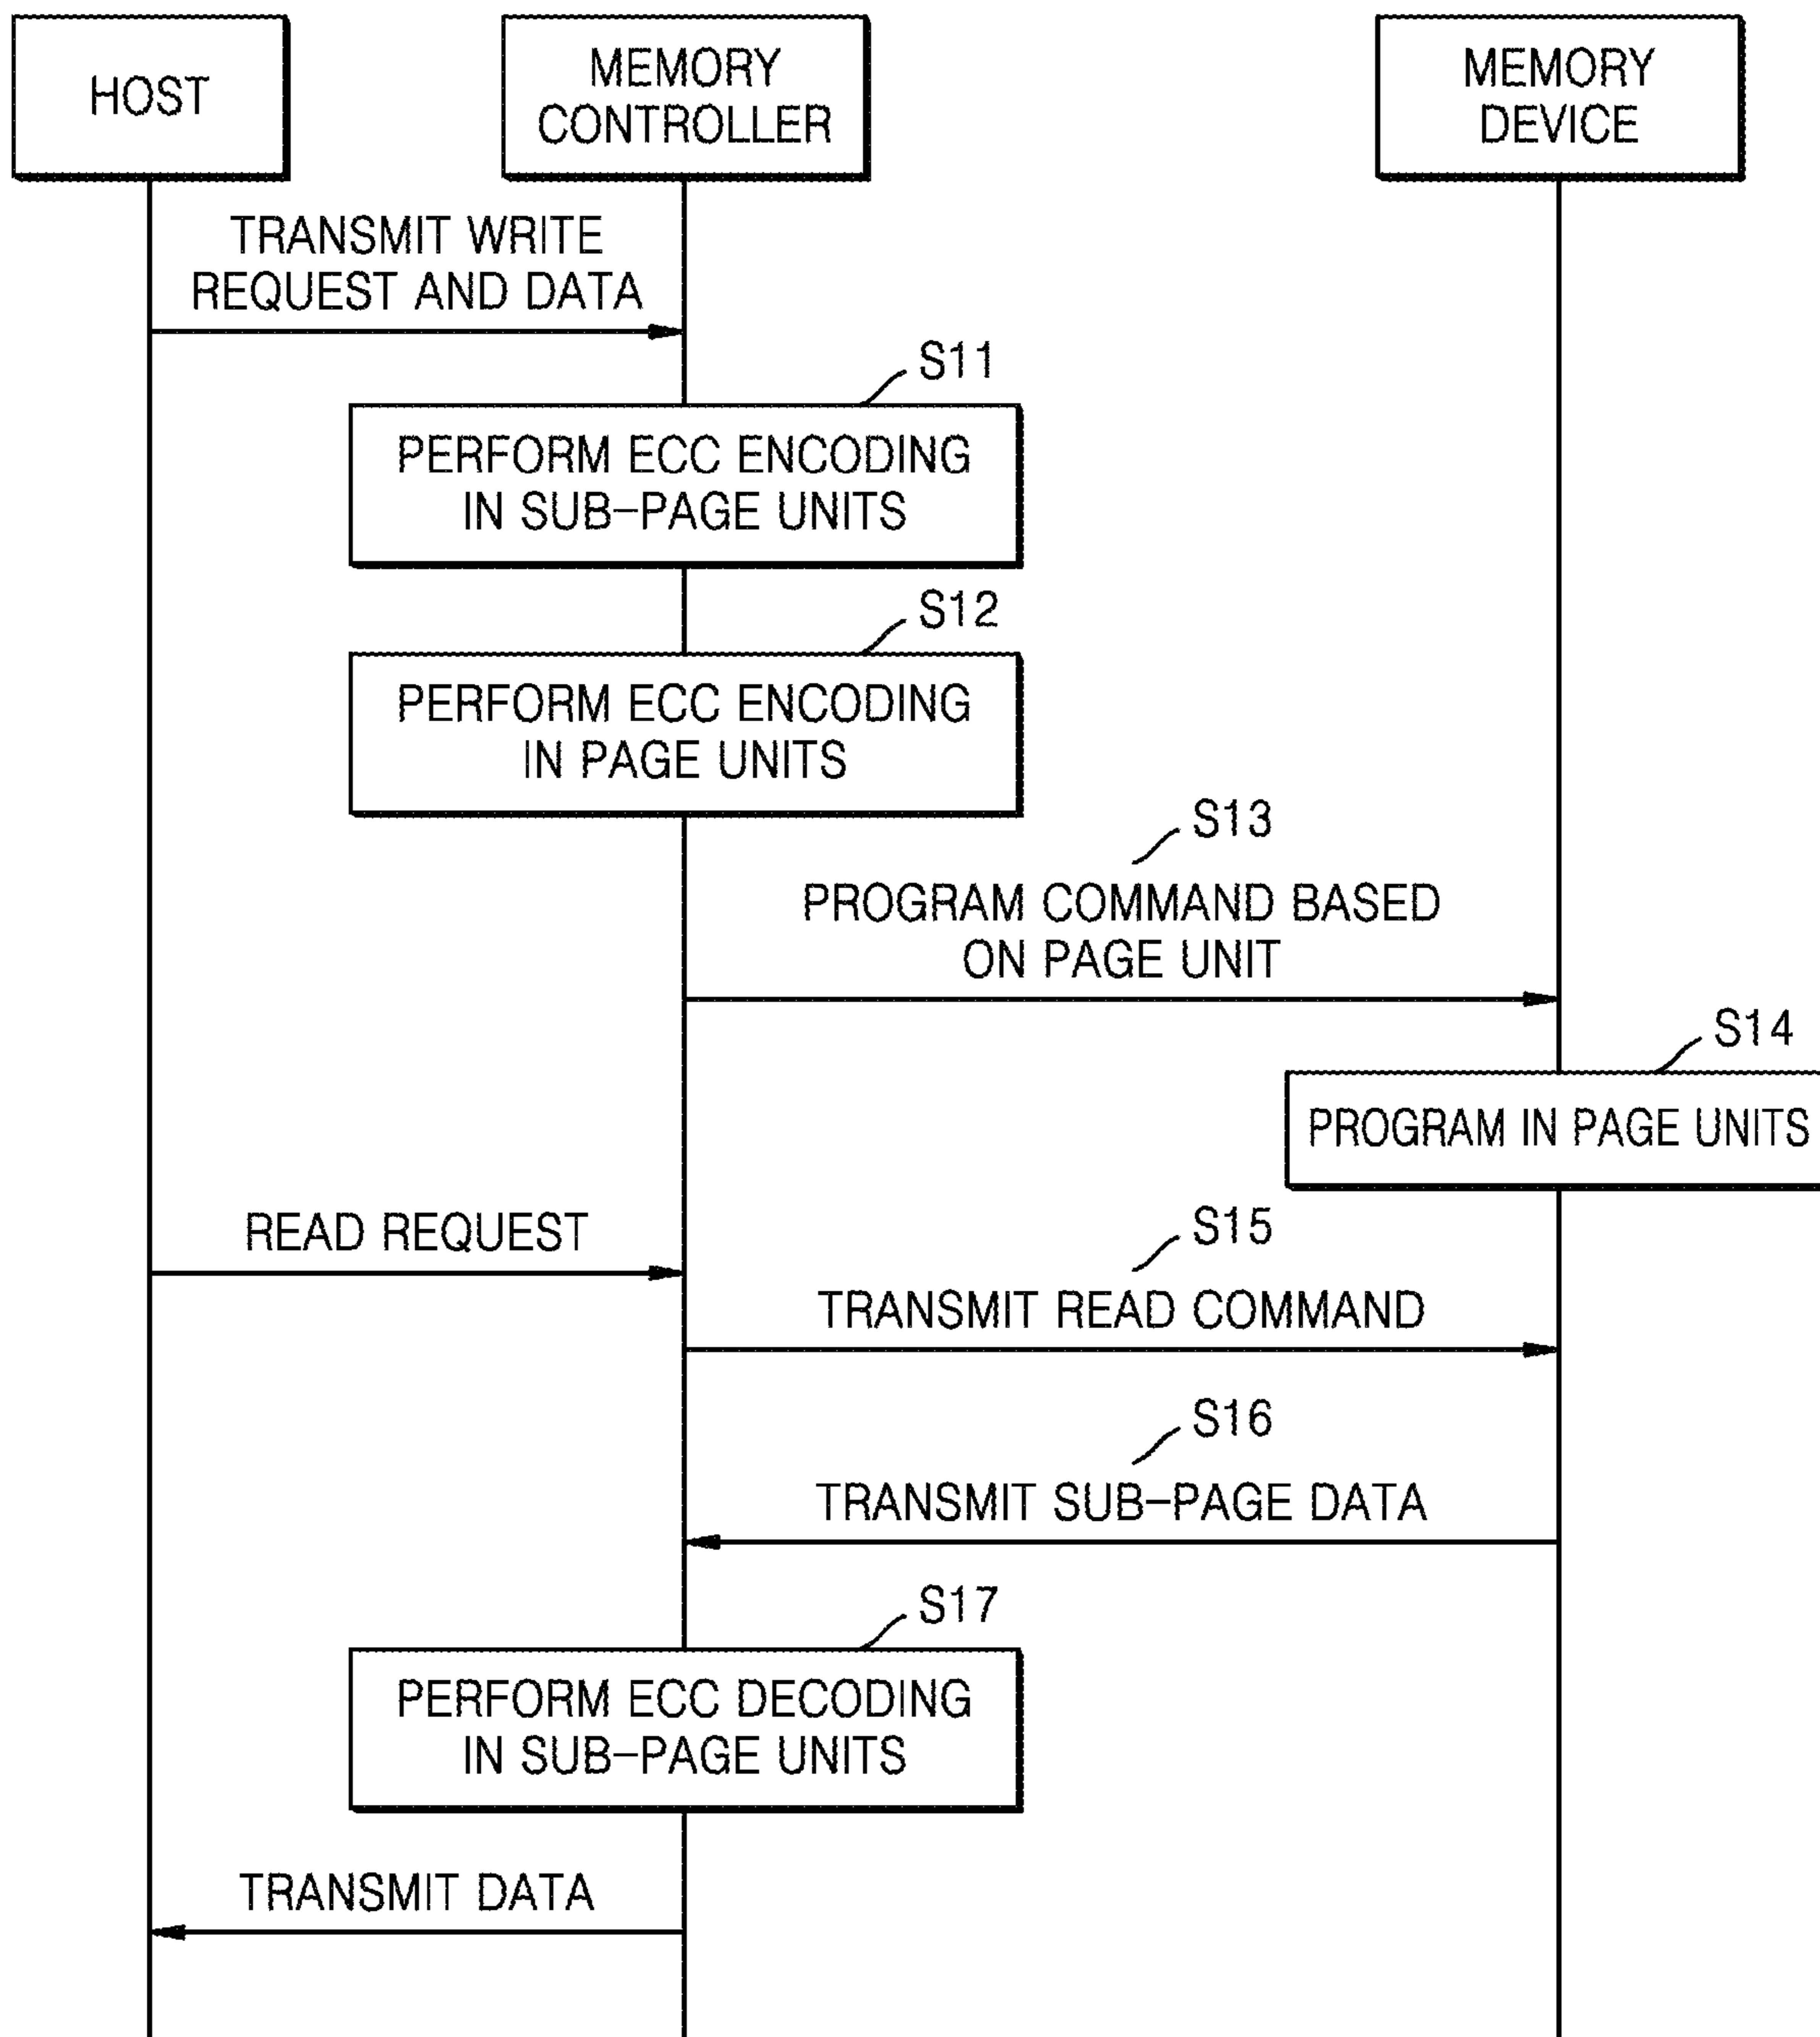 HOST
MEMORY
CONTROLLER
MEMORY
DEVICE
TRANSMIT WRITE
REQUEST AND DATA
S11
PERFORM ECC ENCODING
IN SUB-PAGE UNITS
S12
PERFORM ECC ENCODING
IN PAGE UNITS
S13
PROGRAM COMMAND BASED
ON PAGE UNIT
S14
PROGRAM IN PAGE UNITS
READ REQUEST
S15
TRANSMIT READ COMMAND
S16
TRANSMIT SUB-PAGE DATA
S17
PERFORM ECC DECODING
IN SUB-PAGE UNITS
TRANSMIT DATA